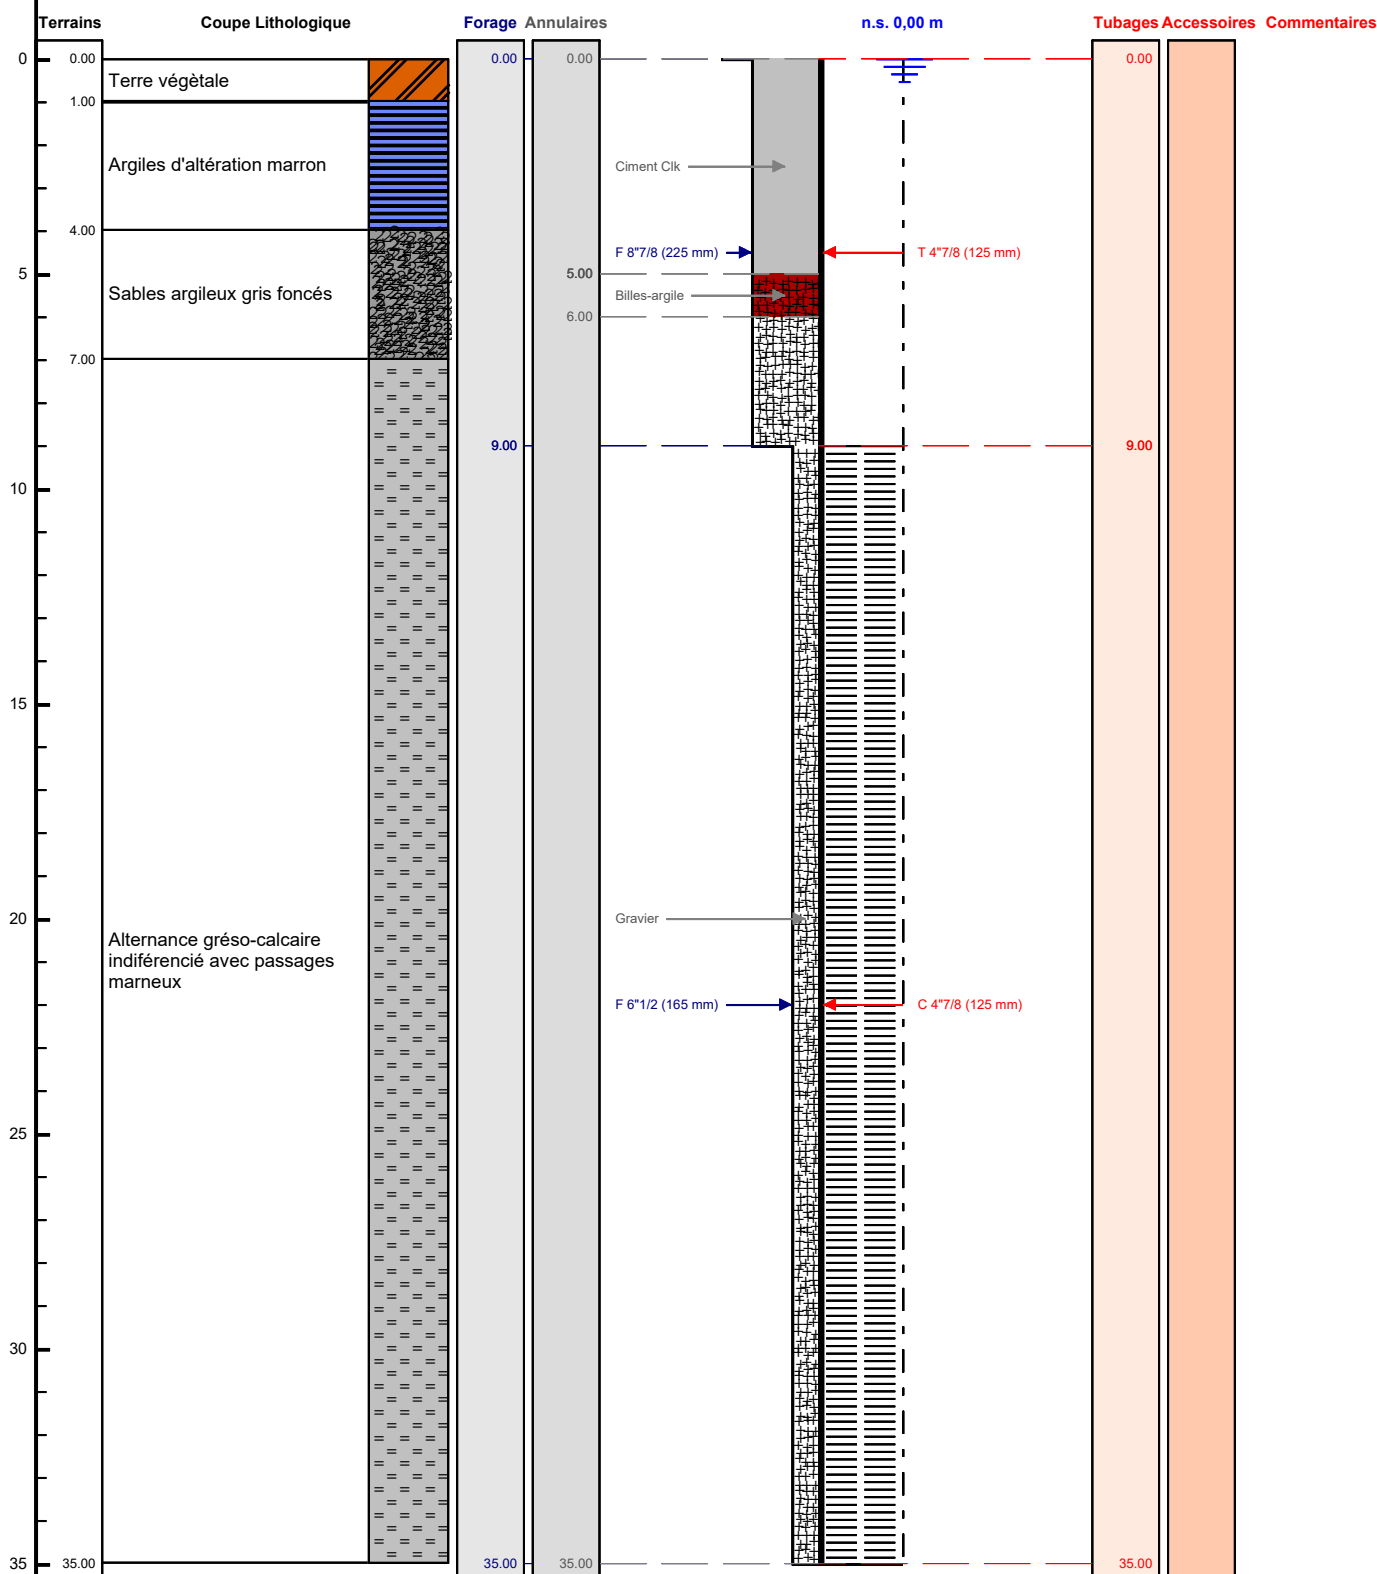 Terrains Coupe Lithologique Forage Annulaires n.s. 0,00 m Tubages Accessoires Commentaires
0 0.00 0.00 0.00 0.00
Terre végètale
1.00
Argiles d'altération marron
Ciment Clk
4.00
F 8"7/8 (225 mm) T 4"7/8 (125 mm)
5 5.00
Sables argileux gris foncés
Billes-argile
6.00
7.00
9.00 9.00
10
15
20
Gravier
Alternance gréso-calcaire
indiférencié avec passages
marneux
F 6"1/2 (165 mm) C 4"7/8 (125 mm)
25
30
35 35.00 35.00 35.00 35.00